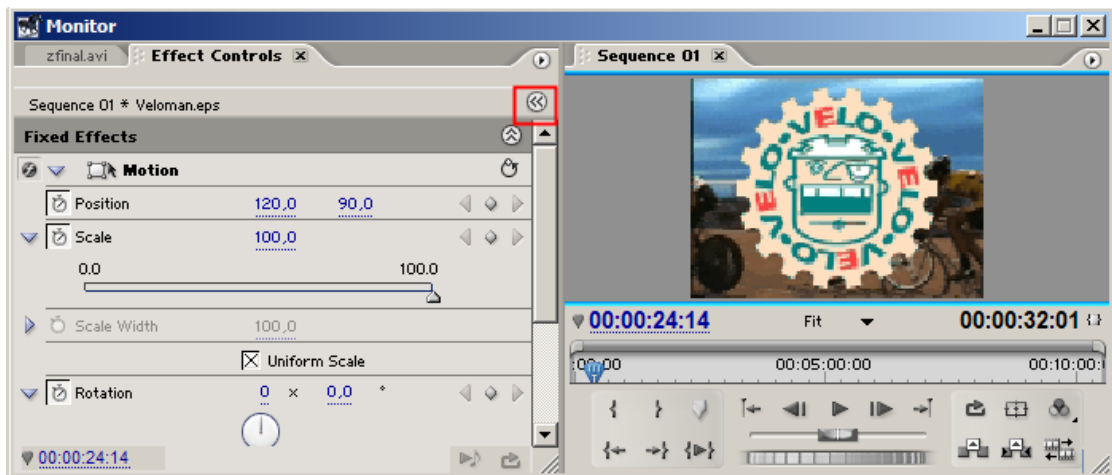 Monitor
zfinal.avi Effect Controls
Sequence 01 * Veloman.eps
Fixed Effects
Motion
Position 120,0 90,0
Scale 100,0
0.0 100.0
Scale Width 100,0
Uniform Scale
Rotation 0 x 0,0 °
00:00:24:14
Sequence 01
VELO VELO VELO VELO VELO
00:00:24:14 Fit 00:00:32:01
:00:00 00:05:00:00 00:10:00: